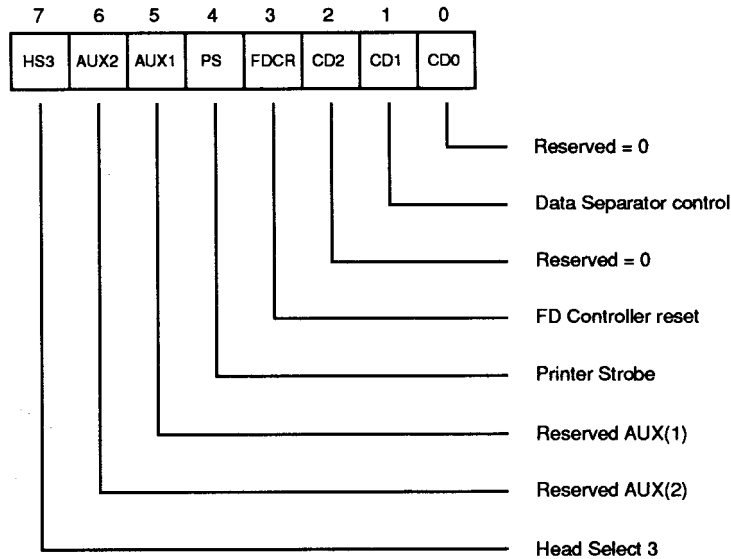 7 6 5 4 3 2 1 0
HS3 AUX2 AUX1 PS FDCR CD2 CD1 CD0
Reserved = 0
Data Separator control
Reserved = 0
FD Controller reset
Printer Strobe
Reserved AUX(1)
Reserved AUX(2)
Head Select 3